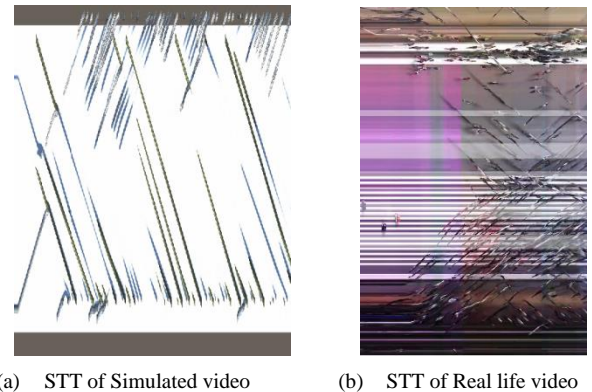 (a) STT of Simulated video
(b) STT of Real life video